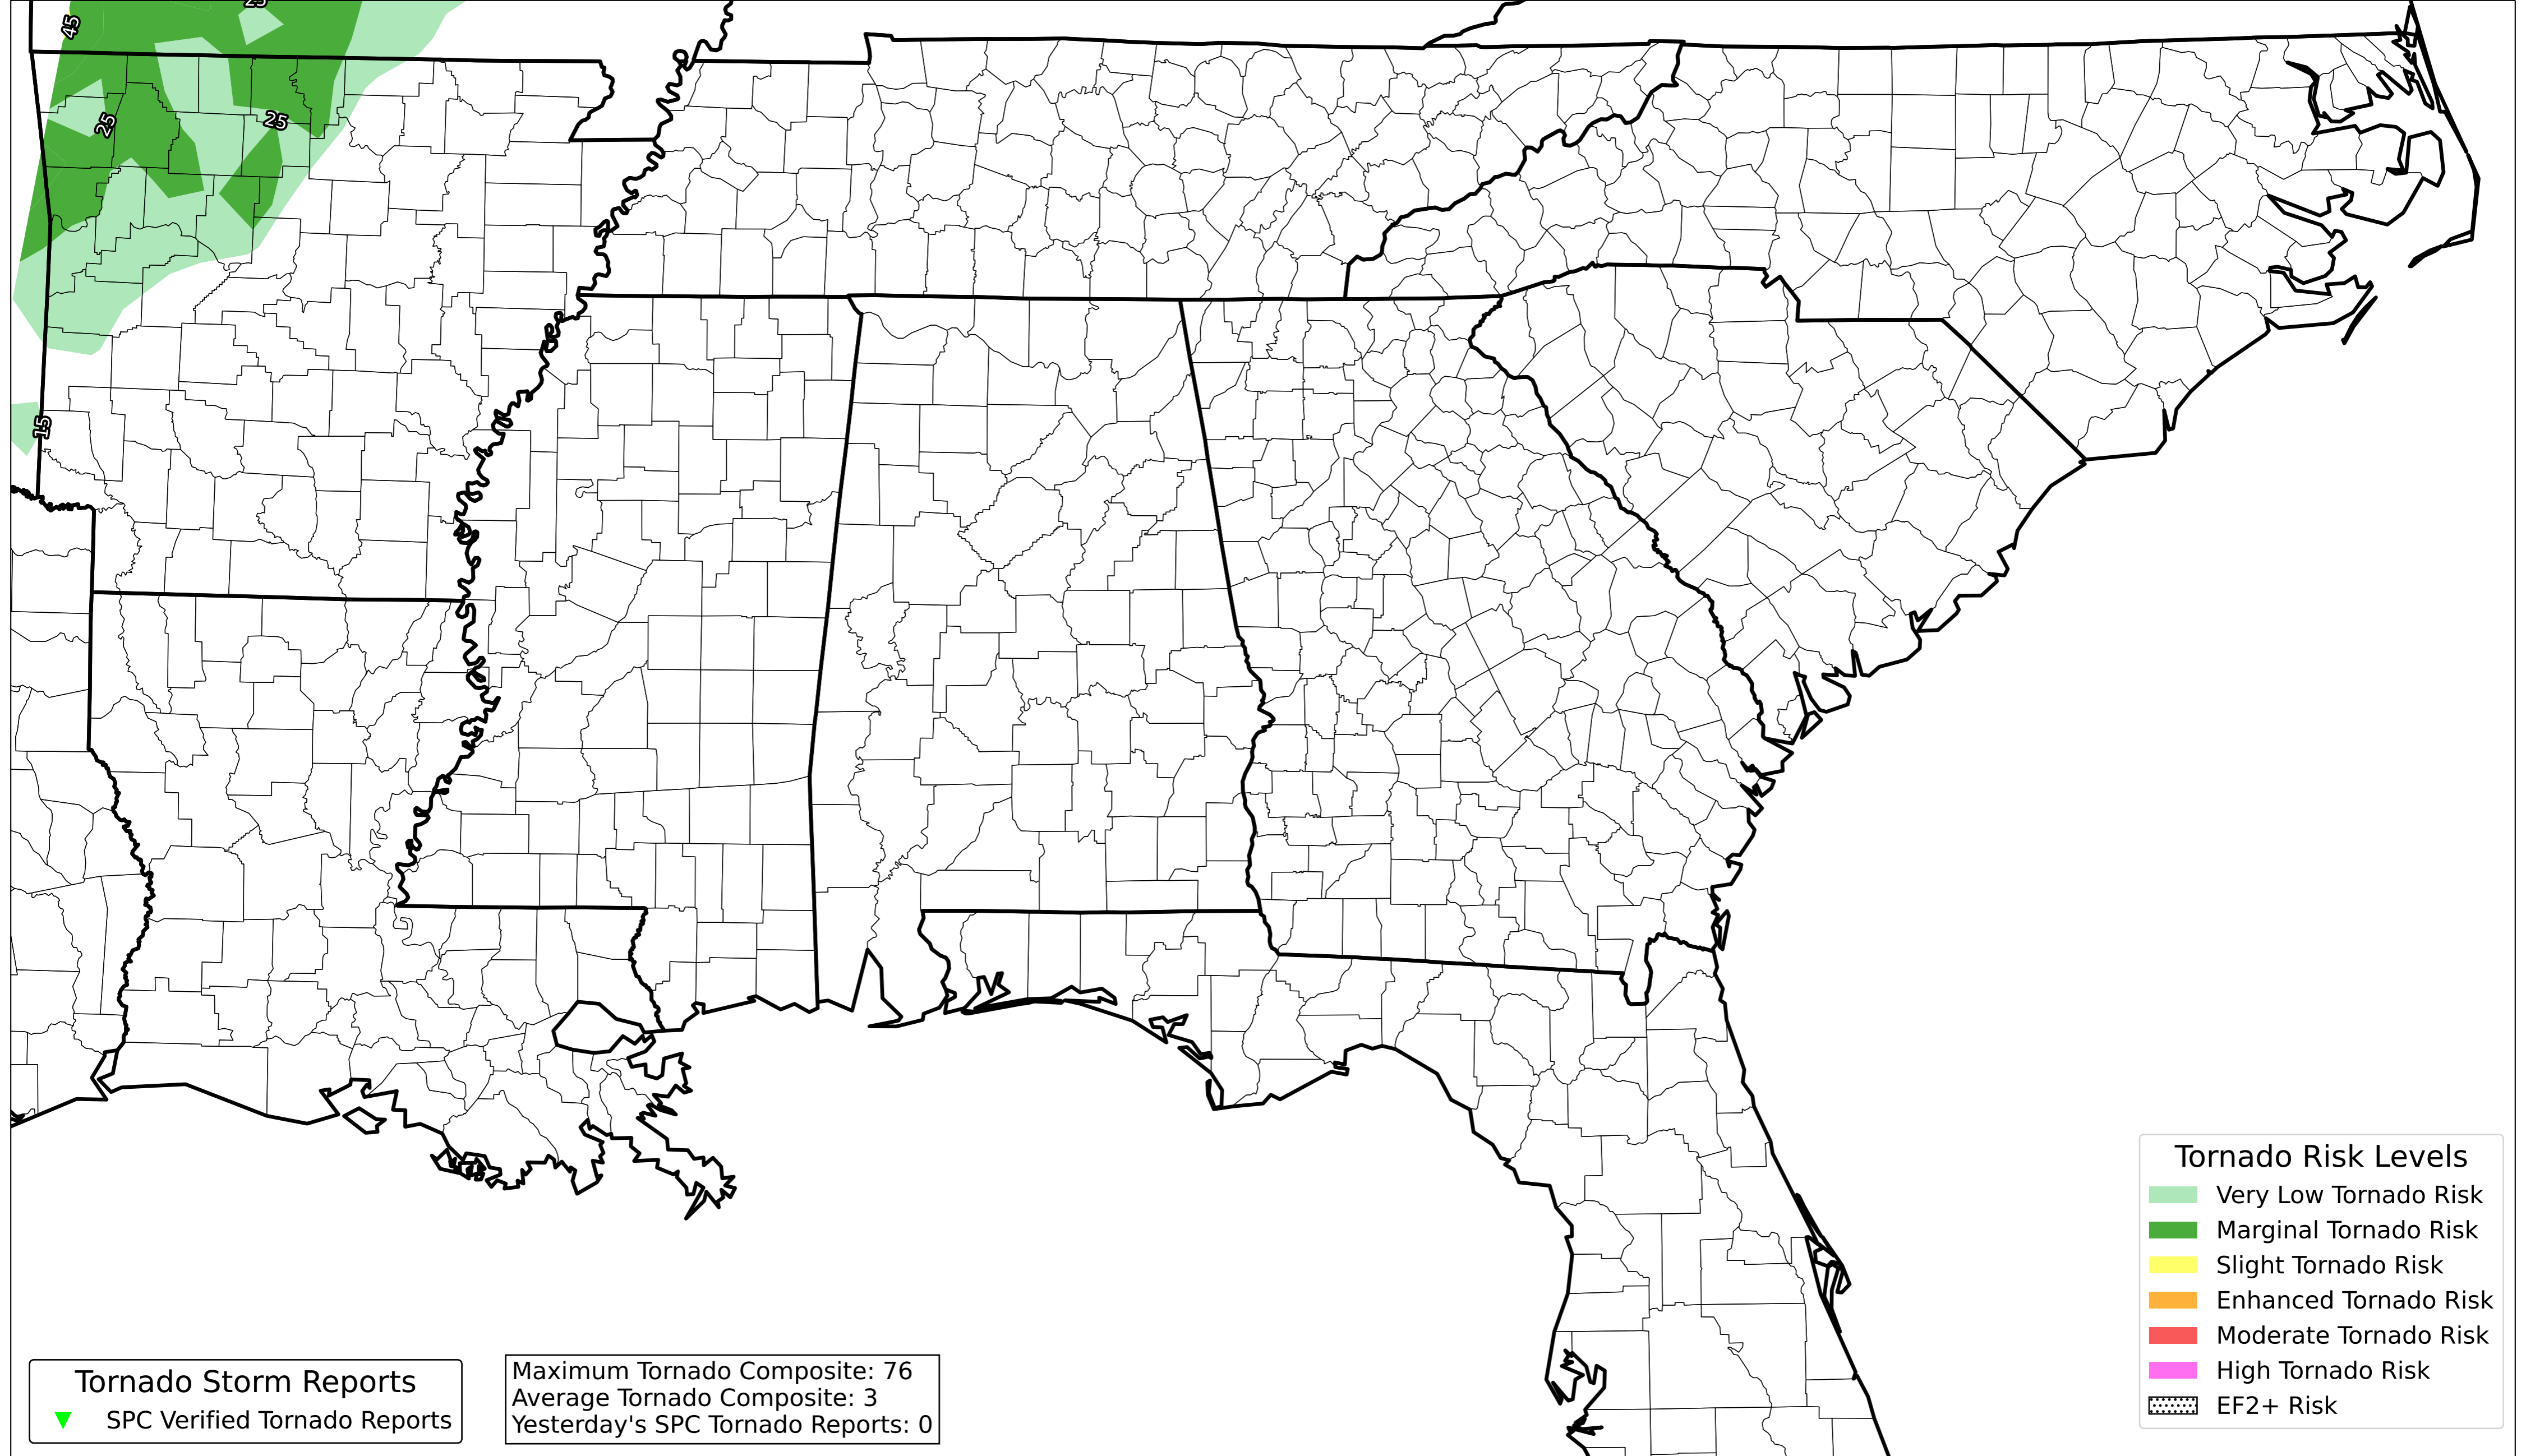 25
45
25
25
15
Tornado Risk Levels
Very Low Tornado Risk
Marginal Tornado Risk
Slight Tornado Risk
Enhanced Tornado Risk
Moderate Tornado Risk
High Tornado Risk
EF2+ Risk
Tornado Storm Reports
SPC Verified Tornado Reports
Maximum Tornado Composite: 76
Average Tornado Composite: 3
Yesterday's SPC Tornado Reports: 0